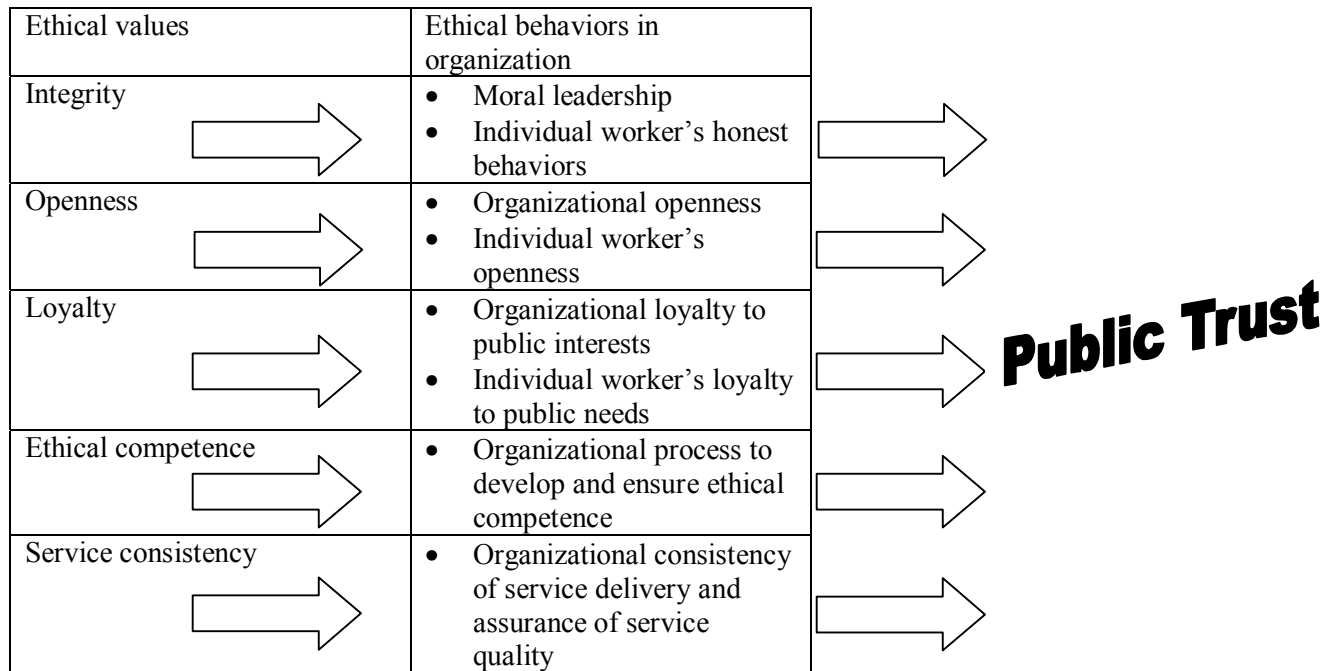 Ethical values
Ethical behaviors in
organization
Integrity
• Moral leadership
• Individual worker’s honest
behaviors
Openness
• Organizational openness
• Individual worker’s
openness
Loyalty
• Organizational loyalty to
public interests
• Individual worker’s loyalty
to public needs
Ethical competence
• Organizational process to
develop and ensure ethical
competence
Service consistency
• Organizational consistency
of service delivery and
assurance of service
quality
Public Trust